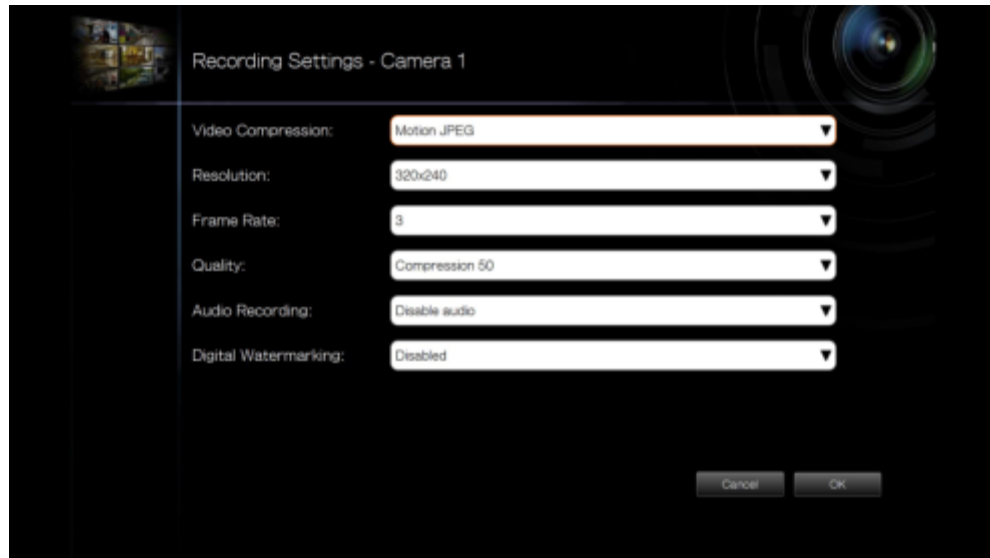 Recording Settings - Camera 1
Video Compression: Motion JPEG
Resolution: 320x240
Frame Rate: 3
Quality: Compression 50
Audio Recording: Disable audio
Digital Watermarking: Disabled
Cancel OK